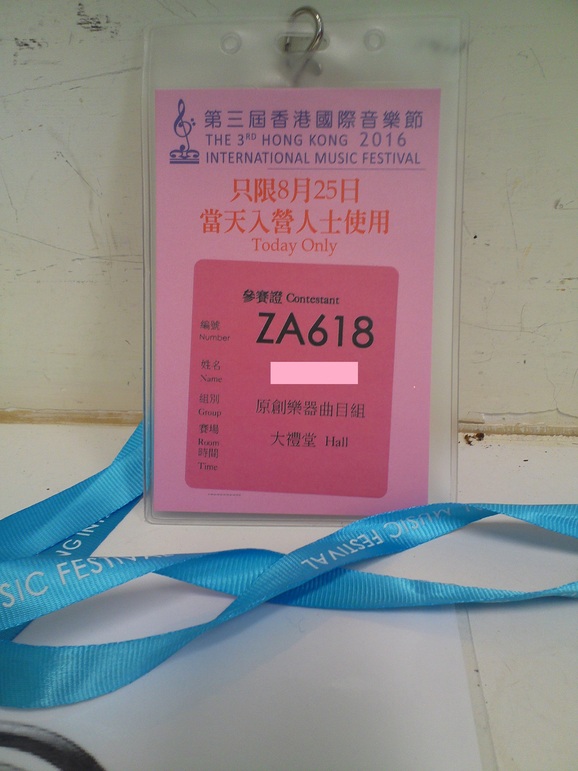 第三屆香港國際音樂節
THE 3RD HONG KONG 2016
INTERNATIONAL MUSIC FESTIVAL
只限8月25日
當天入營人士使用
Today Only
參賽證 Contestant
編號 ZA618
Number
姓名
Name
組別 原創樂器曲目組
Group
賽場 大禮堂 Hall
Room
時間
Time
NG IN
SIC FESTIVAL
MUSIC FESTIVAL